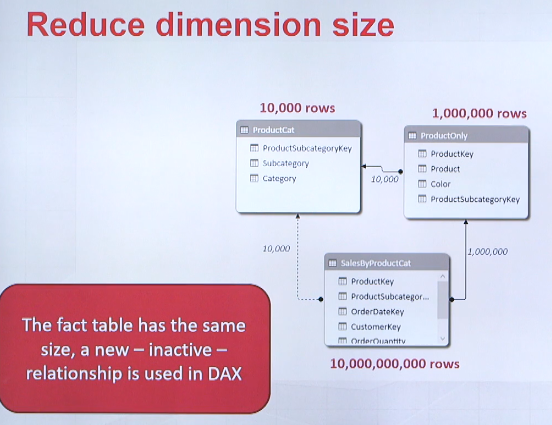 Reduce dimension size
10,000 rows
1,000,000 rows
ProductCat
ProductSubcategoryKey
Subcategory
Category
ProductOnly
ProductKey
Product
Color
ProductSubcategoryKey
10,000
10,000
1,000,000
SalesByProductCat
ProductKey
ProductSubcategor...
OrderDateKey
CustomerKey
OrderQuantity
10,000,000,000 rows
The fact table has the same
size, a new – inactive –
relationship is used in DAX